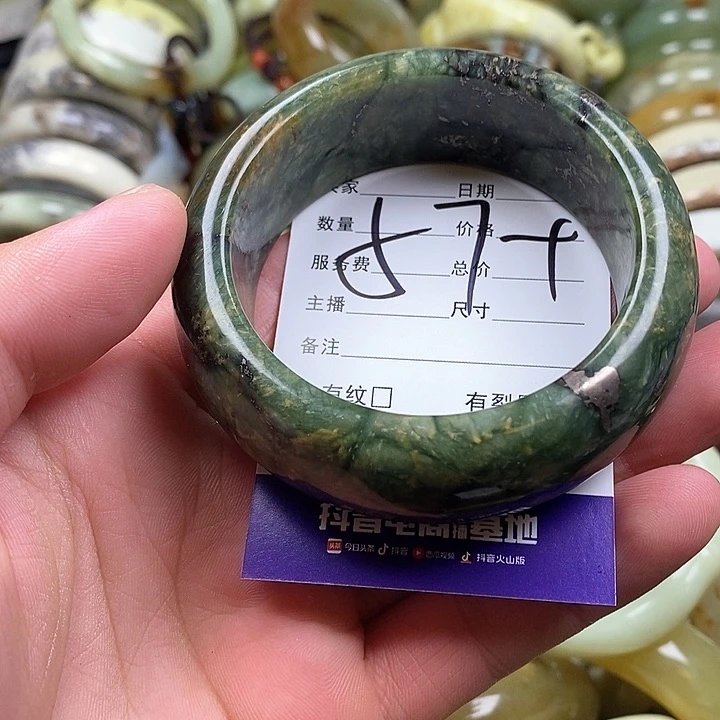 家 日期
数量 价格
服务费 总价
主播 尺寸
备注
有纹□ 有裂
抖音电商 基地
今日头条 抖音 西瓜视频 抖音火山版